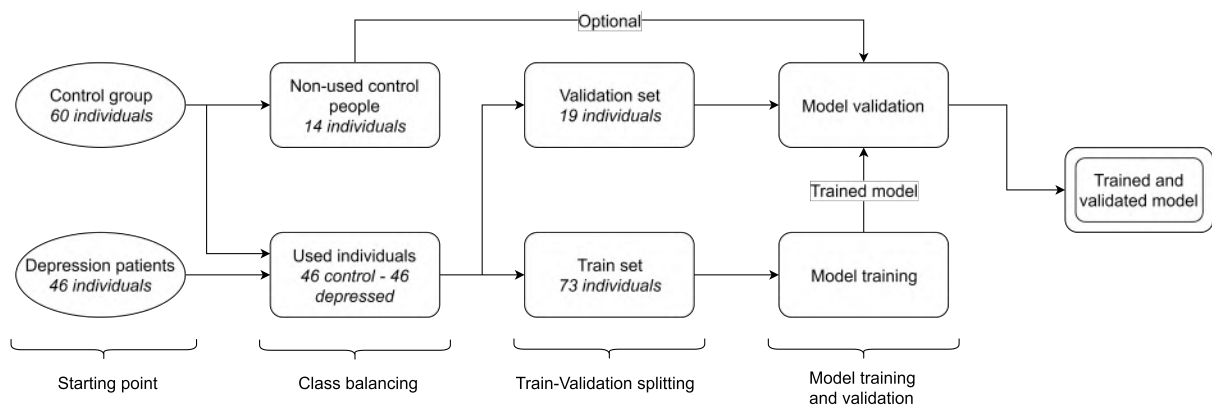 Optional
Control group
60 individuals
Non-used control
people
14 individuals
Validation set
19 individuals
Model validation
Trained model
Trained and
validated model
Depression patients
46 individuals
Used individuals
46 control - 46
depressed
Train set
73 individuals
Model training
Starting point
Class balancing
Train-Validation splitting
Model training
and validation